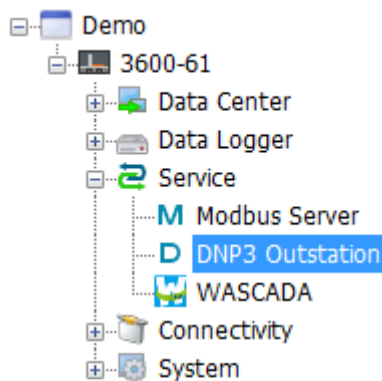 Demo
3600-61
Data Center
Data Logger
Service
M Modbus Server
D DNP3 Outstation
WASCADA
Connectivity
System